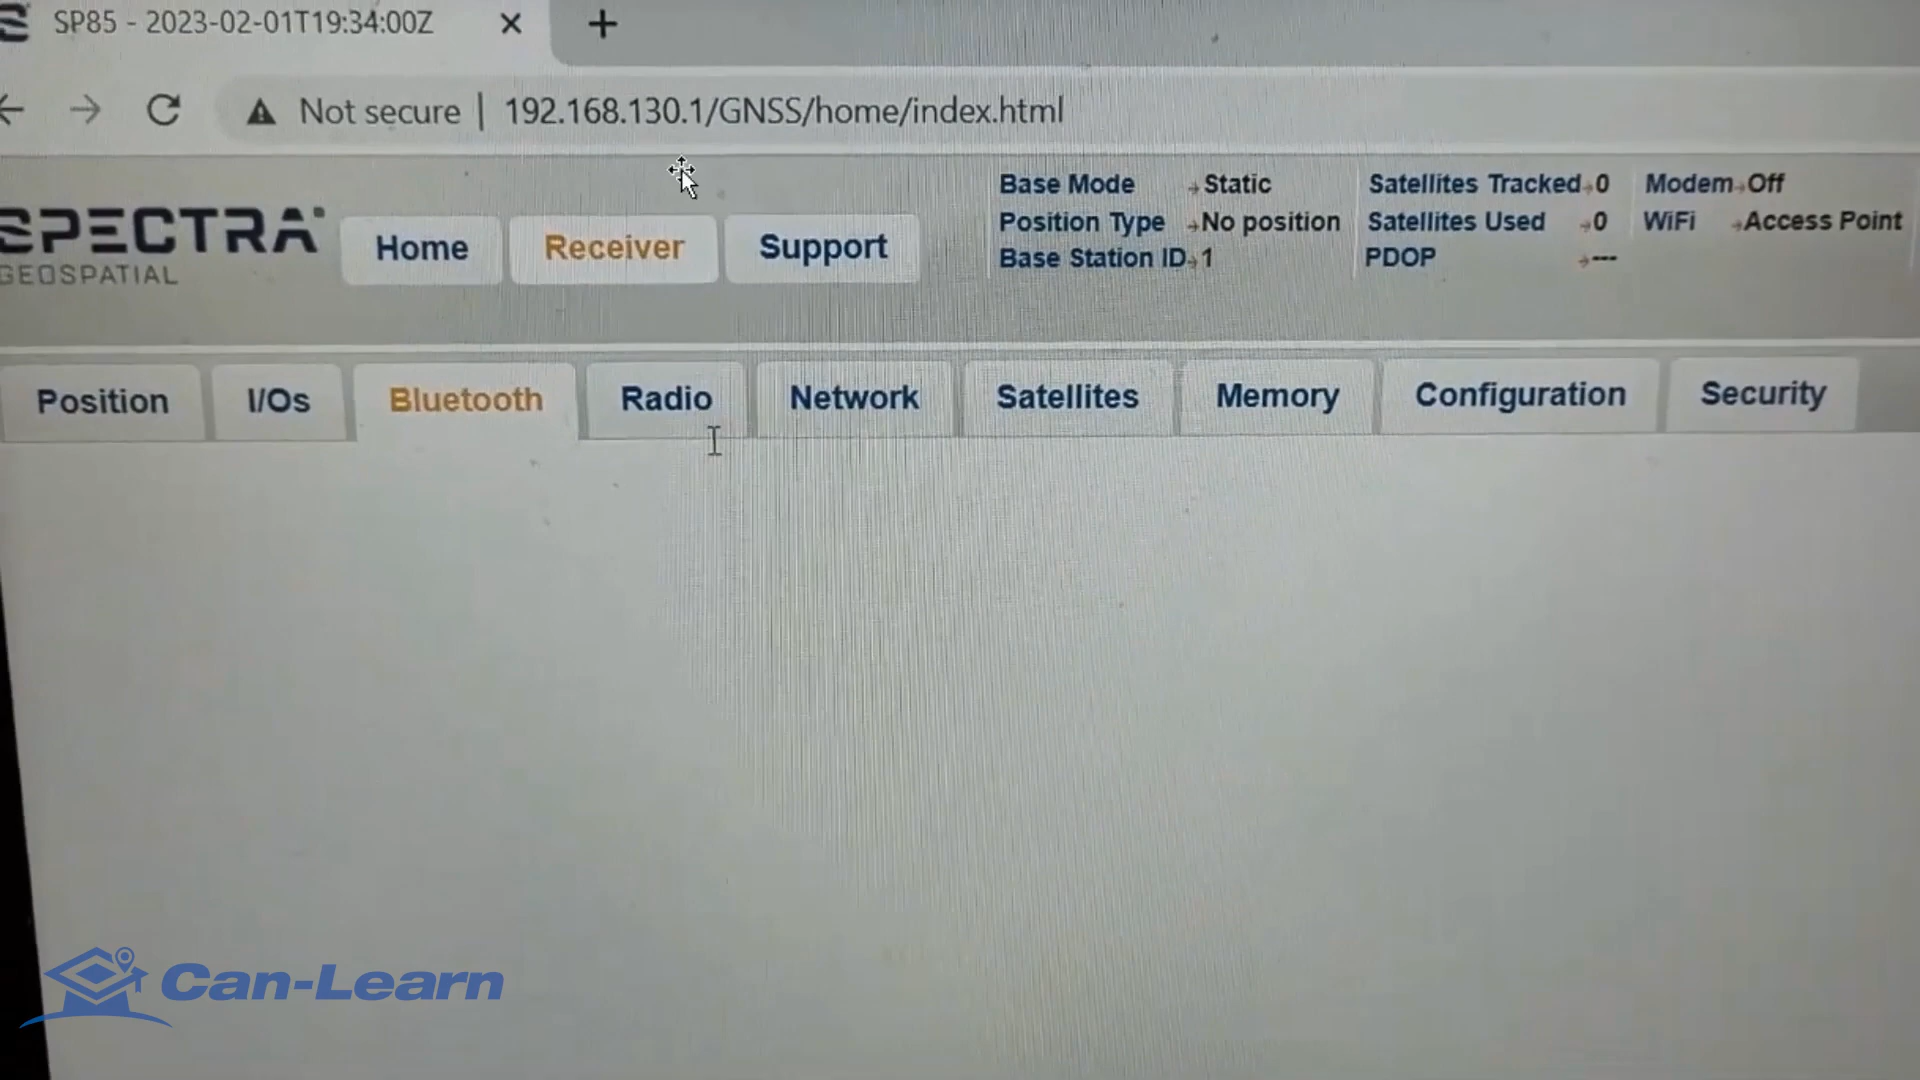 SP85 - 2023-02-01T19:34:00Z
Not secure | 192.168.130.1/GNSS/home/index.html
SPECTRA
GEOSPATIAL
Home
Receiver
Support
Base Mode Static
Position Type No position
Base Station ID 1
Satellites Tracked 0
Satellites Used 0
PDOP ---
Modem Off
WiFi Access Point
Position
I/Os
Bluetooth
Radio
Network
Satellites
Memory
Configuration
Security
Can-Learn